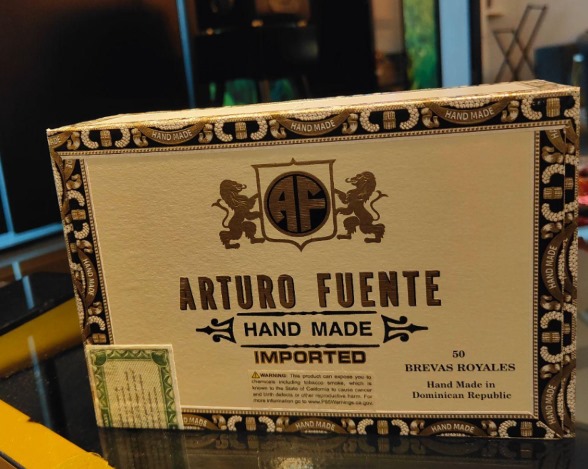 HAND MADE
HAND MADE
HAND MADE
AF
ARTURO FUENTE
HAND MADE
IMPORTED
50
BREVAS ROYALES
Hand Made in
Dominican Republic
WARNING: This product can expose you to
chemicals including tobacco smoke, which is
known to the State of California to cause cancer
and birth defects or other reproductive harm. For
more information go to www.P65Warnings.ca.gov.
HAND MADE
HAND MADE
HAND MADE
HAND MADE